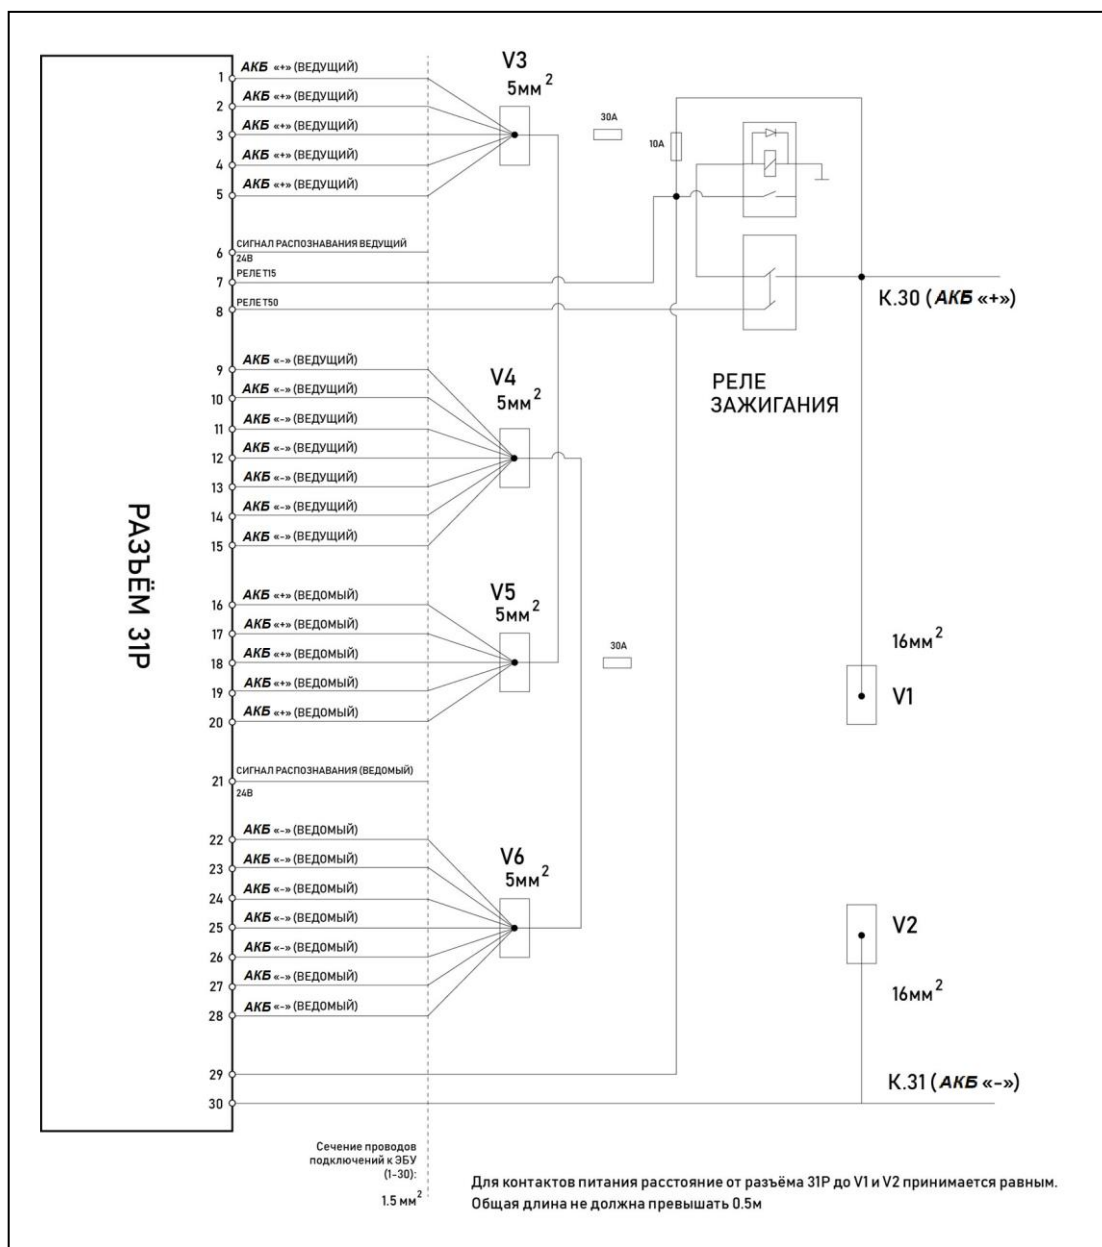 РАЗЪЁМ 31Р
1 АКБ «+» (ВЕДУЩИЙ)
2 АКБ «+» (ВЕДУЩИЙ)
3 АКБ «+» (ВЕДУЩИЙ)
4 АКБ «+» (ВЕДУЩИЙ)
5 АКБ «+» (ВЕДУЩИЙ)
V3
5мм²
30А
10А
6 СИГНАЛ РАСПОЗНАВАНИЯ ВЕДУЩИЙ
24В
7 РЕЛЕ Т15
8 РЕЛЕ Т50
К.30 (АКБ «+»)
РЕЛЕ
ЗАЖИГАНИЯ
9 АКБ «-» (ВЕДУЩИЙ)
10 АКБ «-» (ВЕДУЩИЙ)
11 АКБ «-» (ВЕДУЩИЙ)
12 АКБ «-» (ВЕДУЩИЙ)
13 АКБ «-» (ВЕДУЩИЙ)
14 АКБ «-» (ВЕДУЩИЙ)
15 АКБ «-» (ВЕДУЩИЙ)
V4
5мм²
16 АКБ «+» (ВЕДОМЫЙ)
17 АКБ «+» (ВЕДОМЫЙ)
18 АКБ «+» (ВЕДОМЫЙ)
19 АКБ «+» (ВЕДОМЫЙ)
20 АКБ «+» (ВЕДОМЫЙ)
V5
5мм²
30А
16мм²
V1
21 СИГНАЛ РАСПОЗНАВАНИЯ (ВЕДОМЫЙ)
24В
22 АКБ «-» (ВЕДОМЫЙ)
23 АКБ «-» (ВЕДОМЫЙ)
24 АКБ «-» (ВЕДОМЫЙ)
25 АКБ «-» (ВЕДОМЫЙ)
26 АКБ «-» (ВЕДОМЫЙ)
27 АКБ «-» (ВЕДОМЫЙ)
28 АКБ «-» (ВЕДОМЫЙ)
V6
5мм²
V2
16мм²
29
30
К.31 (АКБ «-»)
Сечение проводов
подключений к ЭБУ
(1-30):
1.5 мм²
Для контактов питания расстояние от разъёма 31Р до V1 и V2 принимается равным.
Общая длина не должна превышать 0.5м